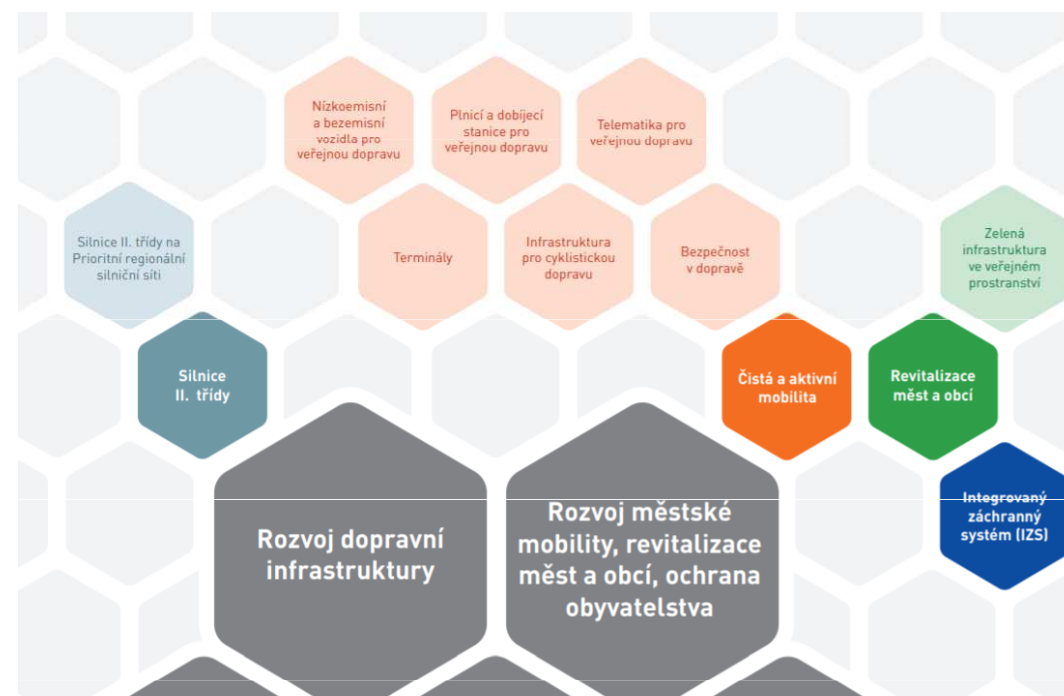 Nízkoemisní
a bezemisní
vozidla pro
veřejnou dopravu
Plnicí a dobíjecí
stanice pro
veřejnou dopravu
Telematika pro
veřejnou dopravu
Silnice II. třídy na
Prioritní regionální
silniční síti
Terminály
Infrastruktura
pro cyklistickou
dopravu
Bezpečnost
v dopravě
Zelená
infrastruktura
ve veřejném
prostranství
Silnice
II. třídy
Čistá a aktivní
mobilita
Revitalizace
měst a obcí
Integrovaný
záchranný
systém (IZS)
Rozvoj dopravní
infrastruktury
Rozvoj městské
mobility, revitalizace
měst a obcí, ochrana
obyvatelstva